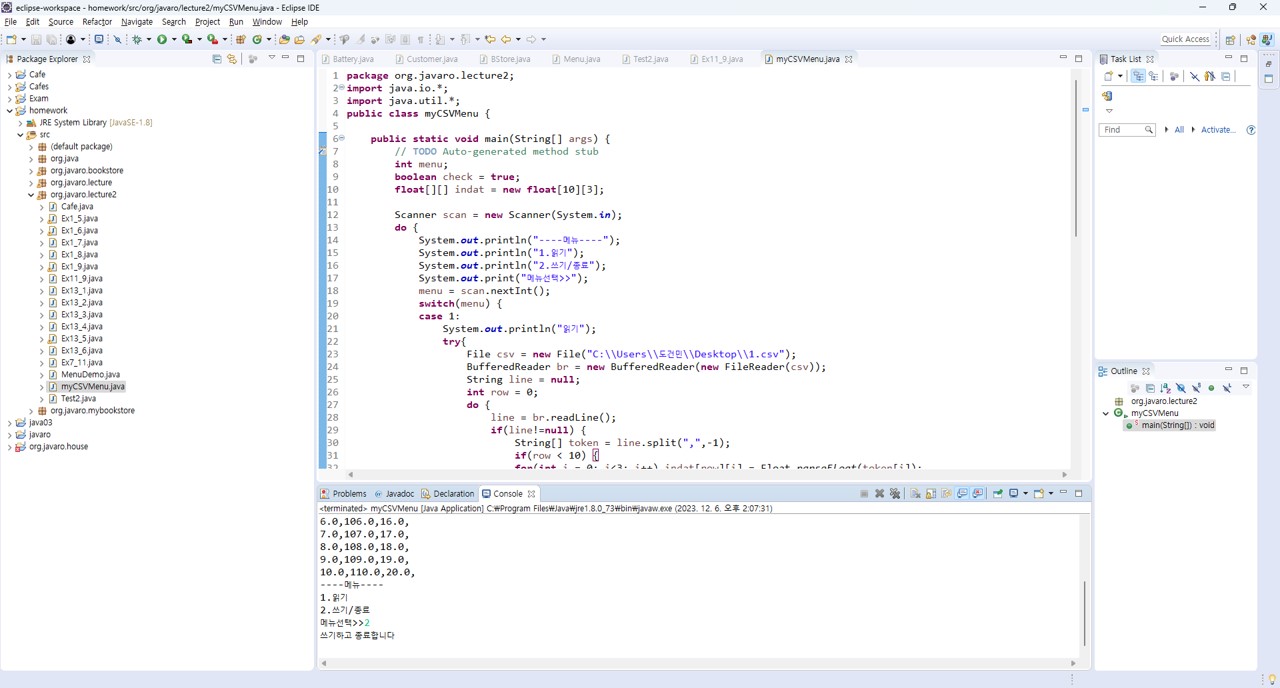 eclipse-workspace - homework/src/org/javaro/lecture2/myCSVMenu.java - Eclipse IDE
File Edit Source Refactor Navigate Search Project Run Window Help
Quick Access
Package Explorer
Cafe
Cafes
Exam
homework
JRE System Library [JavaSE-1.8]
src
(default package)
org.java
org.javaro.bookstore
org.javaro.lecture
org.javaro.lecture2
Cafe.java
Ex1_5.java
Ex1_6.java
Ex1_7.java
Ex1_8.java
Ex1_9.java
Ex11_9.java
Ex13_1.java
Ex13_2.java
Ex13_3.java
Ex13_4.java
Ex13_5.java
Ex13_6.java
Ex7_11.java
MenuDemo.java
myCSVMenu.java
Test2.java
org.javaro.mybookstore
java03
javaro
org.javaro.house
Battery.java Customer.java BStore.java Menu.java Test2.java Ex11_9.java myCSVMenu.java
1 package org.javaro.lecture2;
2 import java.io.*;
3 import java.util.*;
4 public class myCSVMenu {
5
6 public static void main(String[] args) {
7 // TODO Auto-generated method stub
8 int menu;
9 boolean check = true;
10 float[][] indat = new float[10][3];
11
12 Scanner scan = new Scanner(System.in);
13 do {
14 System.out.println("----메뉴----");
15 System.out.println("1.읽기");
16 System.out.println("2.쓰기/종료");
17 System.out.print("메뉴선택>>");
18 menu = scan.nextInt();
19 switch(menu) {
20 case 1:
21 System.out.println("읽기");
22 try{
23 File csv = new File("C:\\Users\\도건민\\Desktop\\1.csv");
24 BufferedReader br = new BufferedReader(new FileReader(csv));
25 String line = null;
26 int row = 0;
27 do {
28 line = br.readLine();
29 if(line!=null) {
30 String[] token = line.split(",",-1);
31 if(row < 10) {
32 for(int i = 0; i<3; i++) indat[row][i] = Float.parseFloat(token[i]);
Problems Javadoc Declaration Console
<terminated> myCSVMenu [Java Application] C:₩Program Files₩Java₩jre1.8.0_73₩bin₩javaw.exe (2023. 12. 6. 오후 2:07:31)
6.0,106.0,16.0,
7.0,107.0,17.0,
8.0,108.0,18.0,
9.0,109.0,19.0,
10.0,110.0,20.0,
----메뉴----
1.읽기
2.쓰기/종료
메뉴선택>>2
쓰기하고 종료합니다
Task List
Find All Activate...
Outline
org.javaro.lecture2
myCSVMenu
main(String[]) : void